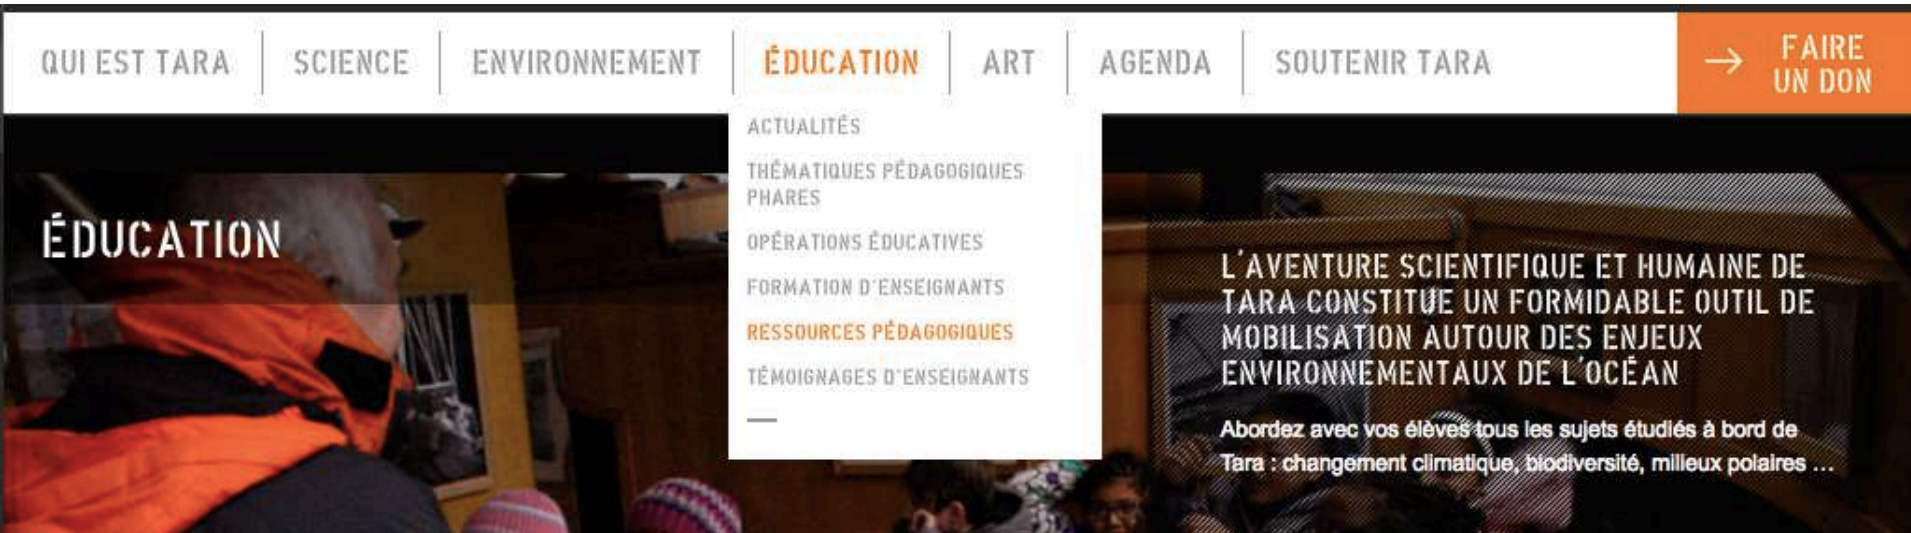 QUI EST TARA
SCIENCE
ENVIRONNEMENT
ÉDUCATION
ART
AGENDA
SOUTENIR TARA
→ FAIRE
UN DON
ACTUALITÉS
THÉMATIQUES PÉDAGOGIQUES
PHARES
OPÉRATIONS ÉDUCATIVES
FORMATION D'ENSEIGNANTS
RESSOURCES PÉDAGOGIQUES
TÉMOIGNAGES D'ENSEIGNANTS
ÉDUCATION
L'AVENTURE SCIENTIFIQUE ET HUMAINE DE
TARA CONSTITUE UN FORMIDABLE OUTIL DE
MOBILISATION AUTOUR DES ENJEUX
ENVIRONNEMENTAUX DE L'OCÉAN
Abordez avec vos élèves tous les sujets étudiés à bord de
Tara : changement climatique, biodiversité, milieux polaires ...